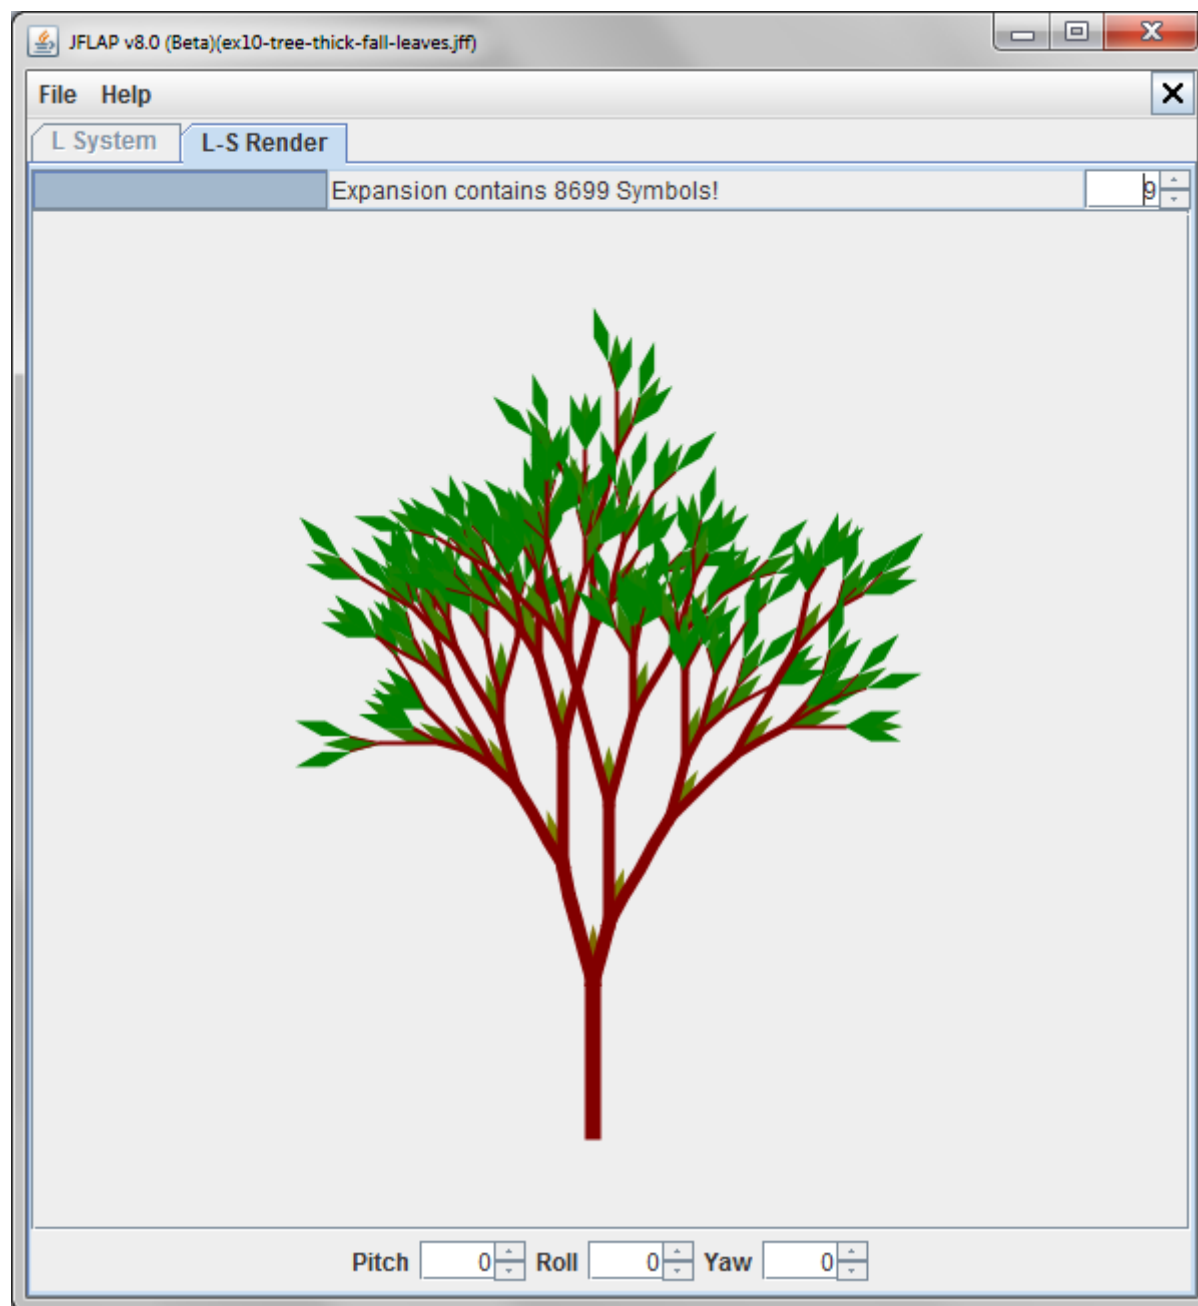 JFLAP v8.0 (Beta)(ex10-tree-thick-fall-leaves.jff)
File Help
L System L-S Render
Expansion contains 8699 Symbols! 9
Pitch 0 Roll 0 Yaw 0